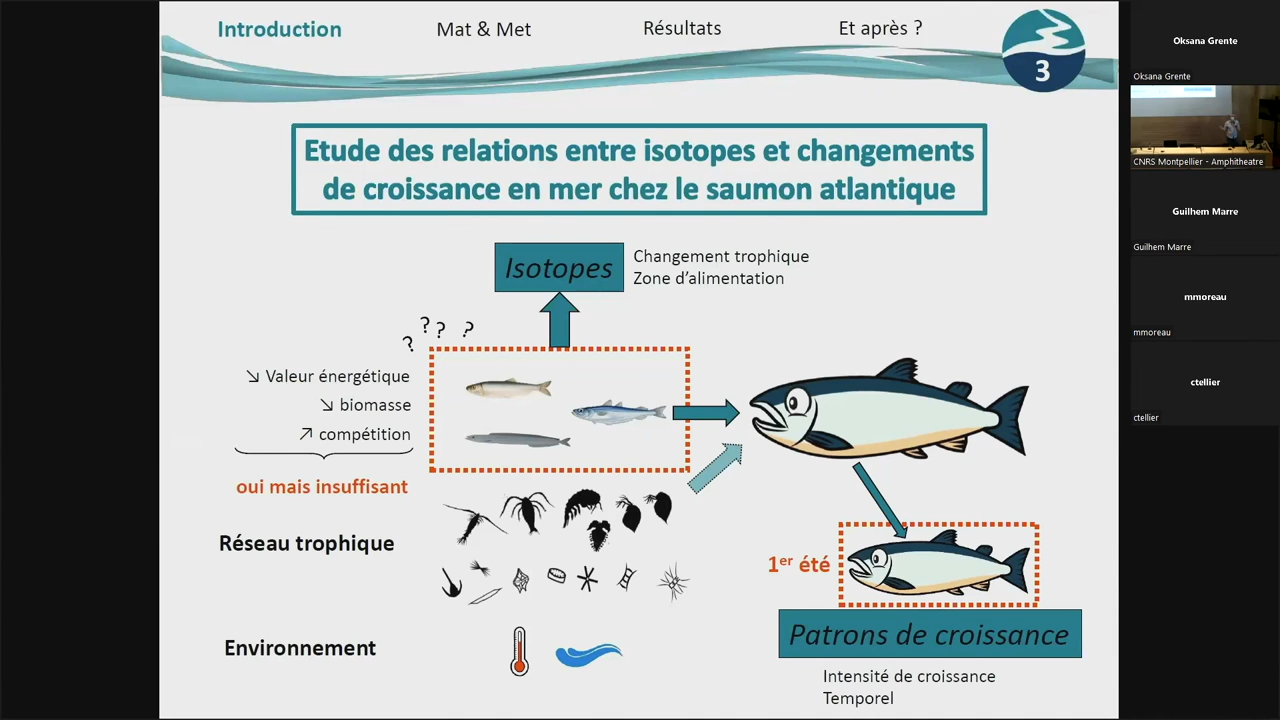 Introduction
Mat & Met
Résultats
Et après ?
3
Etude des relations entre isotopes et changements
de croissance en mer chez le saumon atlantique
Isotopes
Changement trophique
Zone d'alimentation
? ? ? ?
↘ Valeur énergétique
↘ biomasse
↗ compétition
oui mais insuffisant
Réseau trophique
Environnement
1er été
Patrons de croissance
Intensité de croissance
Temporel
Oksana Grente
Oksana Grente
CNRS Montpellier - Amphitheatre
Guilhem Marre
Guilhem Marre
mmoreau
mmoreau
ctellier
ctellier